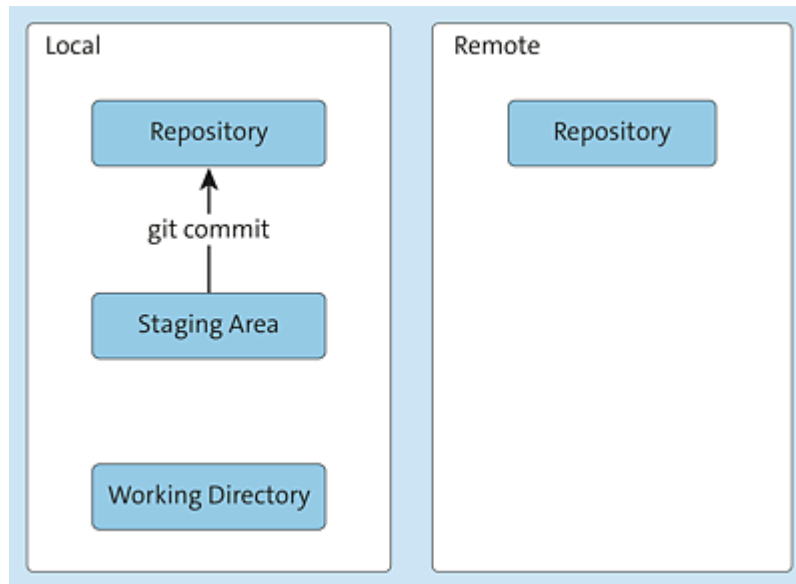 Local
Repository
git commit
Staging Area
Working Directory
Remote
Repository